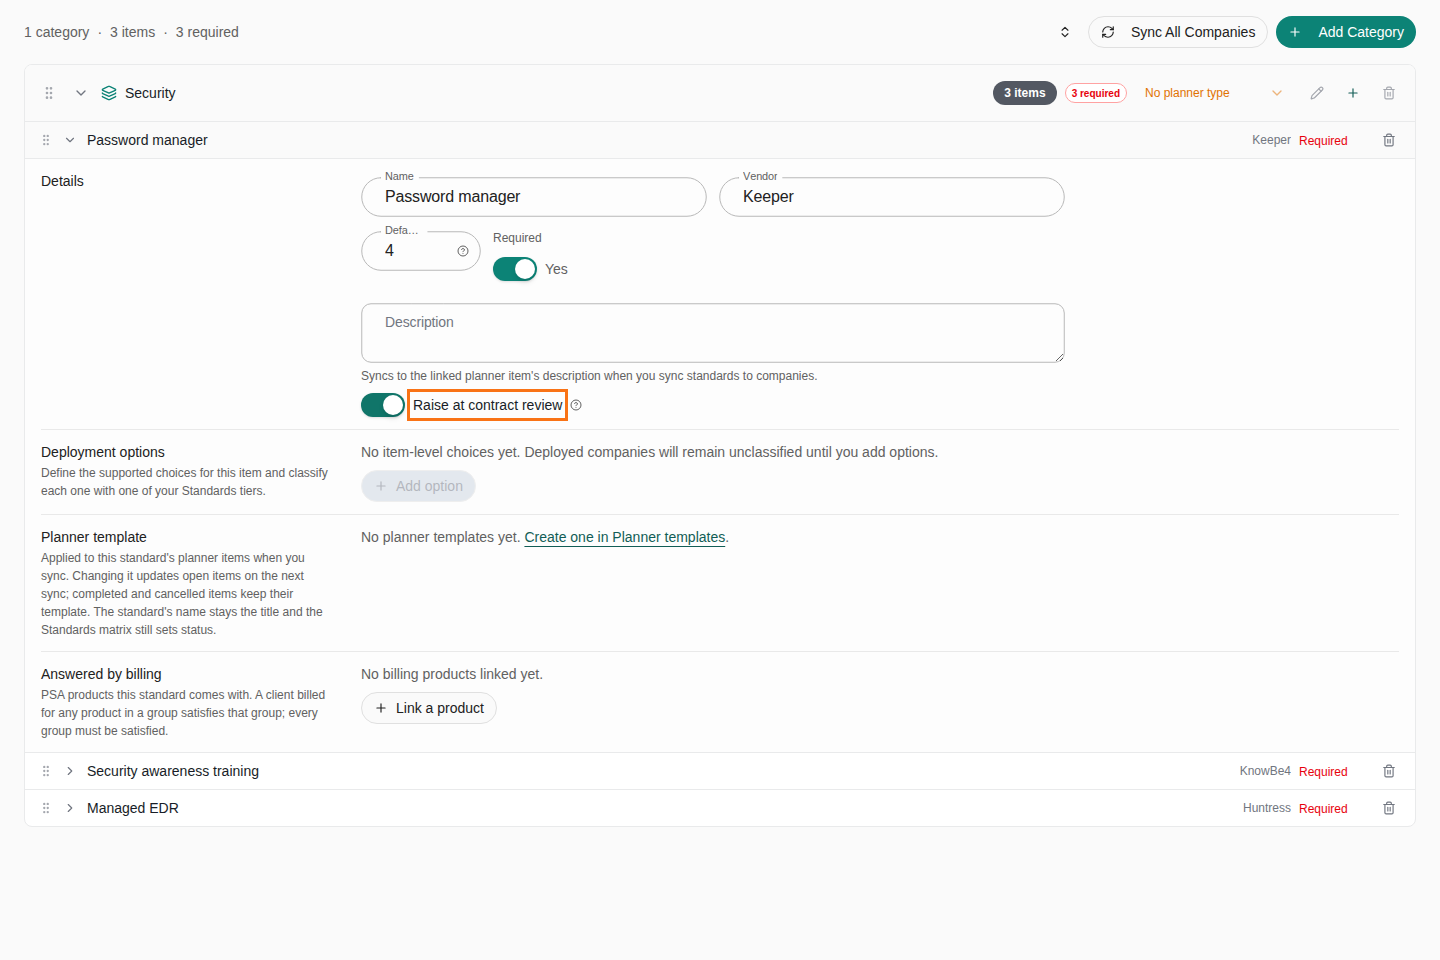 1 category · 3 items · 3 required
Sync All Companies
Add Category
Security
3 items
3 required
No planner type
Password manager
Keeper
Required
Details
Name
Password manager
Vendor
Keeper
Defa...
4
Required
Yes
Description
Syncs to the linked planner item's description when you sync standards to companies.
Raise at contract review
Deployment options
Define the supported choices for this item and classify
each one with one of your Standards tiers.
No item-level choices yet. Deployed companies will remain unclassified until you add options.
Add option
Planner template
Applied to this standard's planner items when you
sync. Changing it updates open items on the next
sync; completed and cancelled items keep their
template. The standard's name stays the title and the
Standards matrix still sets status.
No planner templates yet. Create one in Planner templates.
Answered by billing
PSA products this standard comes with. A client billed
for any product in a group satisfies that group; every
group must be satisfied.
No billing products linked yet.
Link a product
Security awareness training
KnowBe4
Required
Managed EDR
Huntress
Required